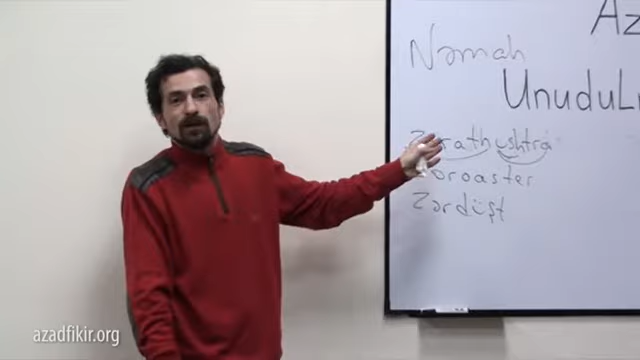 Az
Nəmah
UnuduL
Zarathushtra
Zoroaster
Zərdüşt
azadfikir.org